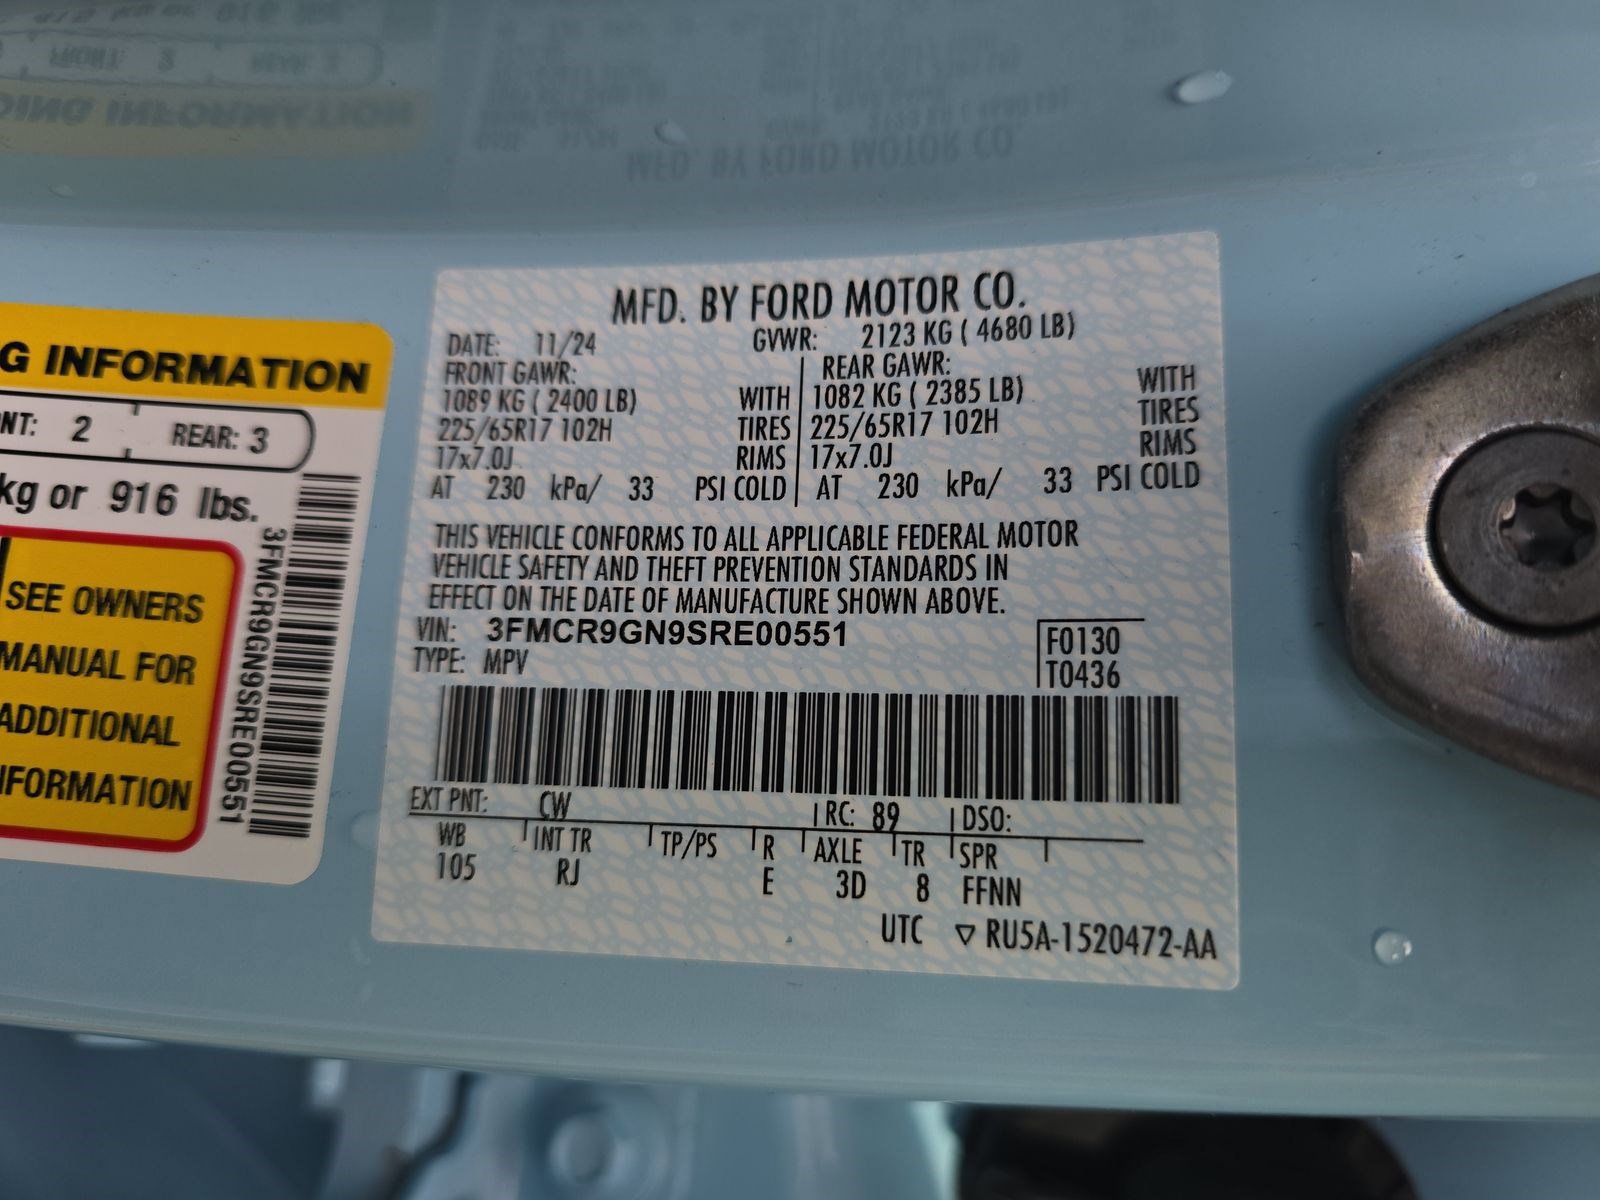 G INFORMATION
NT: 2 REAR: 3
kg or 916 lbs.
SEE OWNERS
MANUAL FOR
ADDITIONAL
INFORMATION
3FMCR9GN9SRE00551
MFD. BY FORD MOTOR CO.
DATE: 11/24 GVWR: 2123 KG ( 4680 LB)
FRONT GAWR: REAR GAWR:
1089 KG ( 2400 LB) WITH 1082 KG ( 2385 LB) WITH
225/65R17 102H TIRES 225/65R17 102H TIRES
17x7.0J RIMS 17x7.0J RIMS
AT 230 kPa/ 33 PSI COLD AT 230 kPa/ 33 PSI COLD
THIS VEHICLE CONFORMS TO ALL APPLICABLE FEDERAL MOTOR
VEHICLE SAFETY AND THEFT PREVENTION STANDARDS IN
EFFECT ON THE DATE OF MANUFACTURE SHOWN ABOVE.
VIN: 3FMCR9GN9SRE00551 F0130
TYPE: MPV T0436
EXT PNT: CW RC: 89 DSO:
WB INT TR TP/PS R AXLE TR SPR
105 RJ E 3D 8 FFNN
UTC ▽ RU5A-1520472-AA